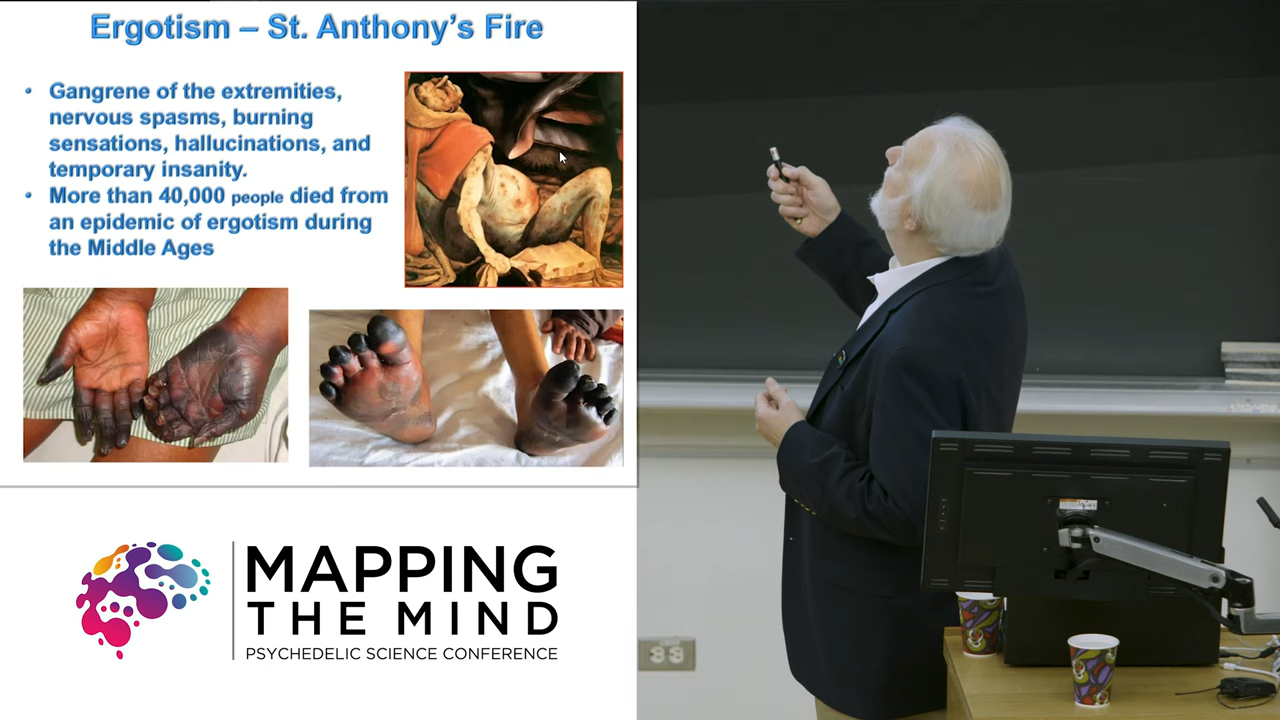 Ergotism – St. Anthony's Fire
• Gangrene of the extremities,
nervous spasms, burning
sensations, hallucinations, and
temporary insanity.
• More than 40,000 people died from
an epidemic of ergotism during
the Middle Ages
MAPPING
THE MIND
PSYCHEDELIC SCIENCE CONFERENCE